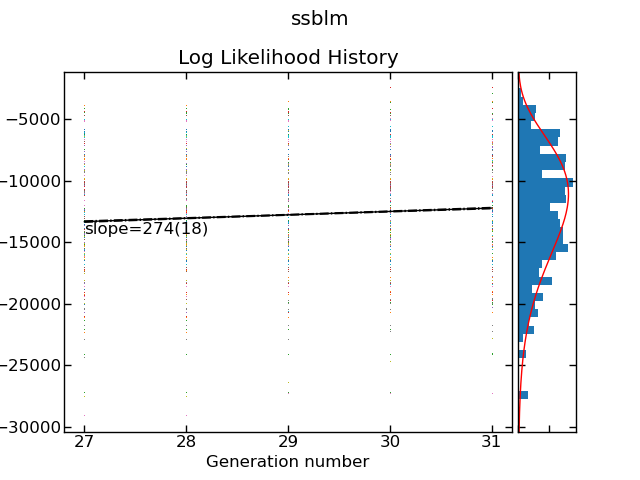 ssblm
Log Likelihood History
−5000
−10000
−15000
−20000
−25000
−30000
slope=274(18)
27 28 29 30 31
Generation number